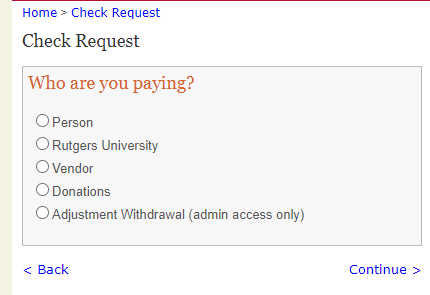 Home > Check Request
Check Request
Who are you paying?
Person
Rutgers University
Vendor
Donations
Adjustment Withdrawal (admin access only)
< Back Continue >